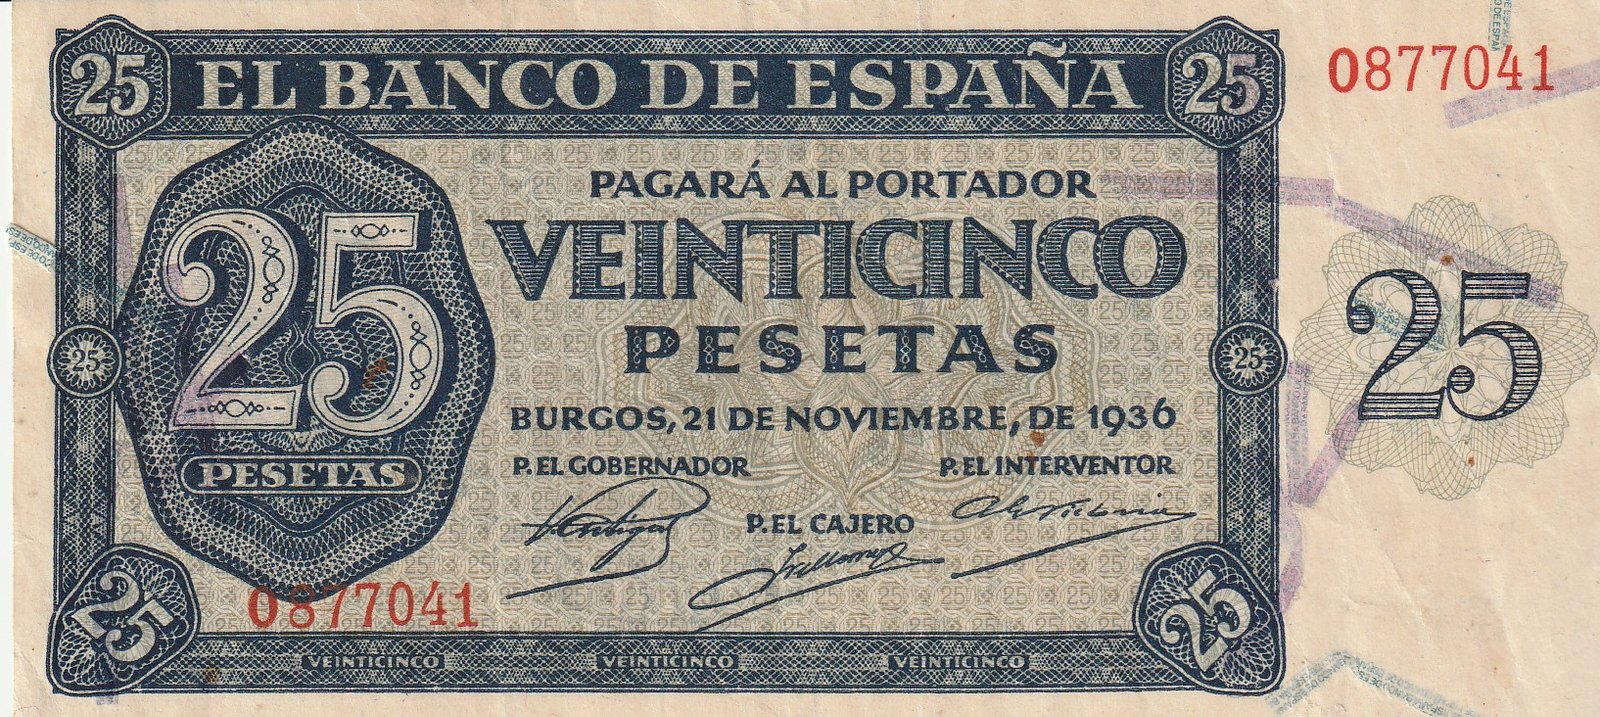 25 EL BANCO DE ESPAÑA 25
0877041
PAGARÁ AL PORTADOR
VEINTICINCO
PESETAS
25
PESETAS
25
25
25
BURGOS, 21 DE NOVIEMBRE, DE 1936
P. EL GOBERNADOR
P. EL INTERVENTOR
P. EL CAJERO
0877041
25
25
VEINTICINCO VEINTICINCO VEINTICINCO